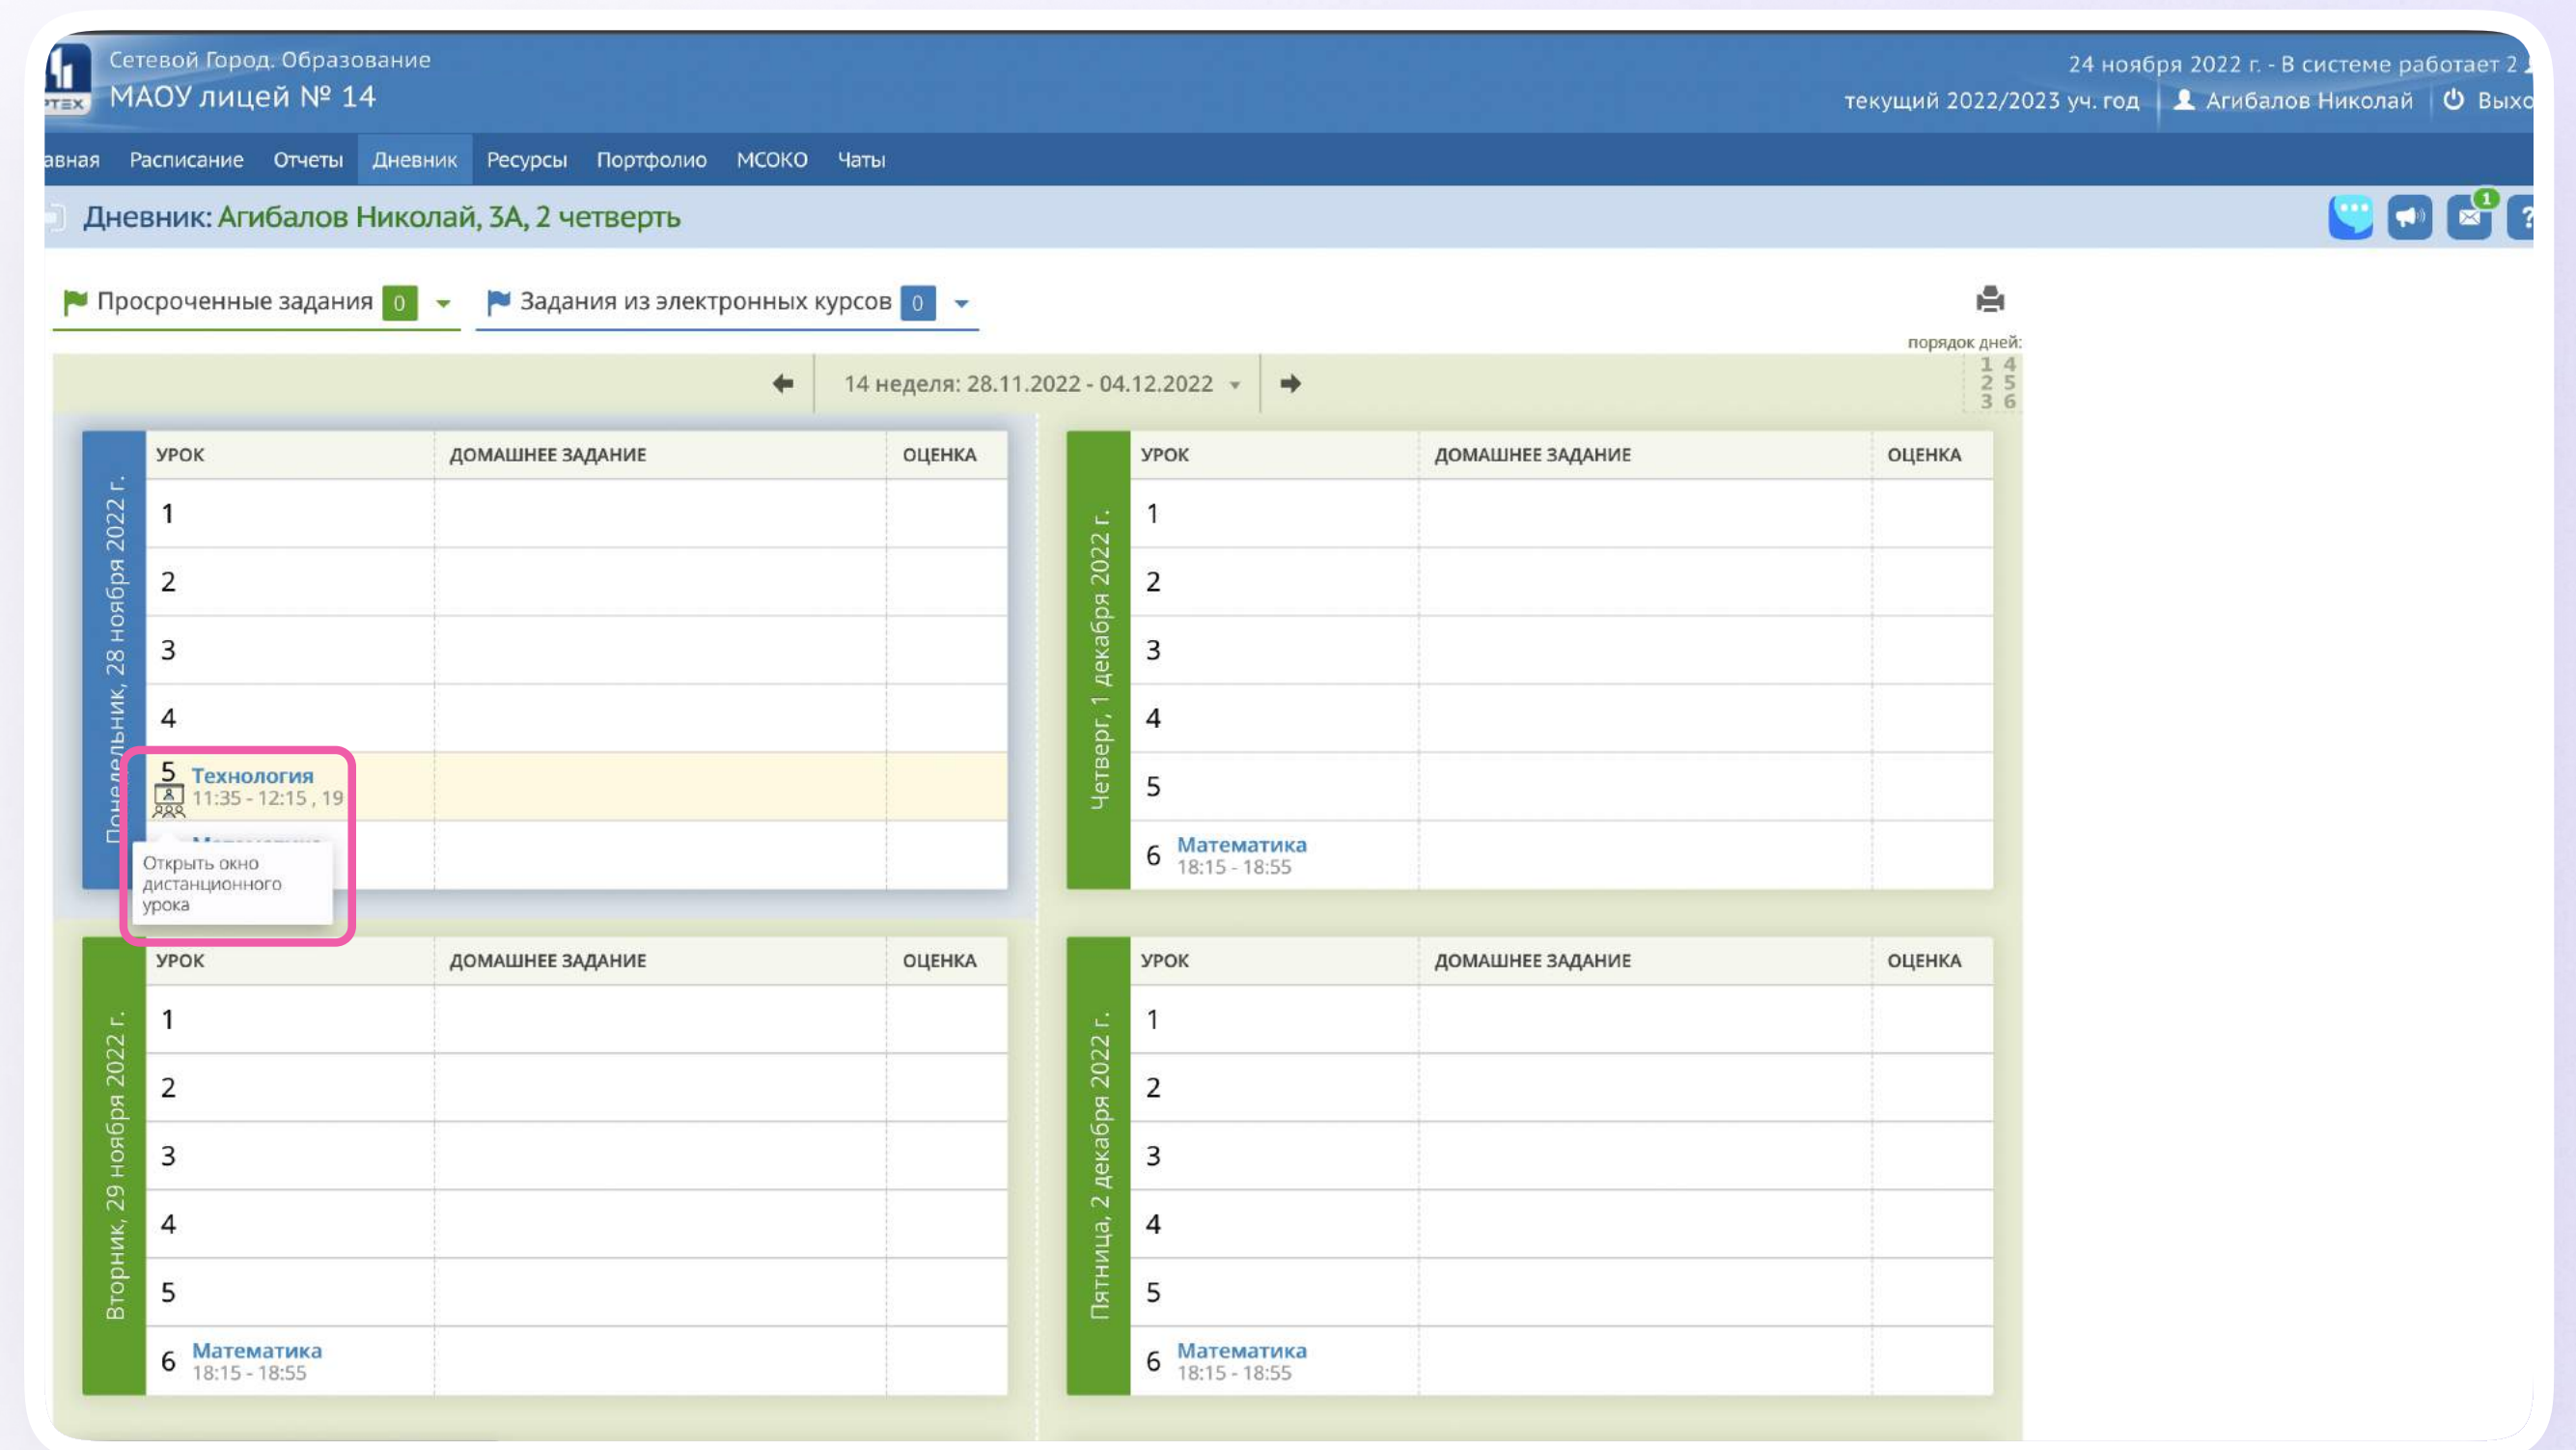 Сетевой Город. Образование
МАОУ лицей № 14
24 ноября 2022 г. - В системе работает 2
текущий 2022/2023 уч. год Агибалов Николай
Расписание Отчеты Дневник Ресурсы Портфолио МСОКО Чаты
Дневник: Агибалов Николай, 3А, 2 четверть
1
?
Просроченные задания 0 Задания из электронных курсов 0
порядок дней:
1 4
2 5
3 6
14 неделя: 28.11.2022 - 04.12.2022
Понедельник, 28 ноября 2022 г.
УРОК ДОМАШНЕЕ ЗАДАНИЕ ОЦЕНКА
1
2
3
4
5 Технология
11:35 - 12:15 , 19
Открыть окно
дистанционного
урока
Четверг, 1 декабря 2022 г.
УРОК ДОМАШНЕЕ ЗАДАНИЕ ОЦЕНКА
1
2
3
4
5
6 Математика
18:15 - 18:55
Вторник, 29 ноября 2022 г.
УРОК ДОМАШНЕЕ ЗАДАНИЕ ОЦЕНКА
1
2
3
4
5
6 Математика
18:15 - 18:55
Пятница, 2 декабря 2022 г.
УРОК ДОМАШНЕЕ ЗАДАНИЕ ОЦЕНКА
1
2
3
4
5
6 Математика
18:15 - 18:55